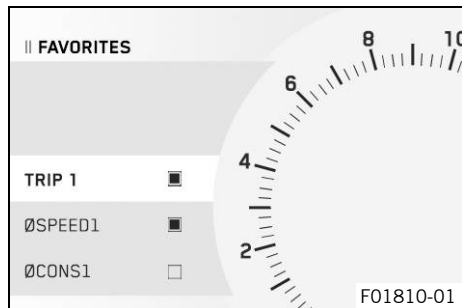 || FAVORITES
8
10
6
TRIP 1
4
ØSPEED1
2
ØCONS1
F01810-01